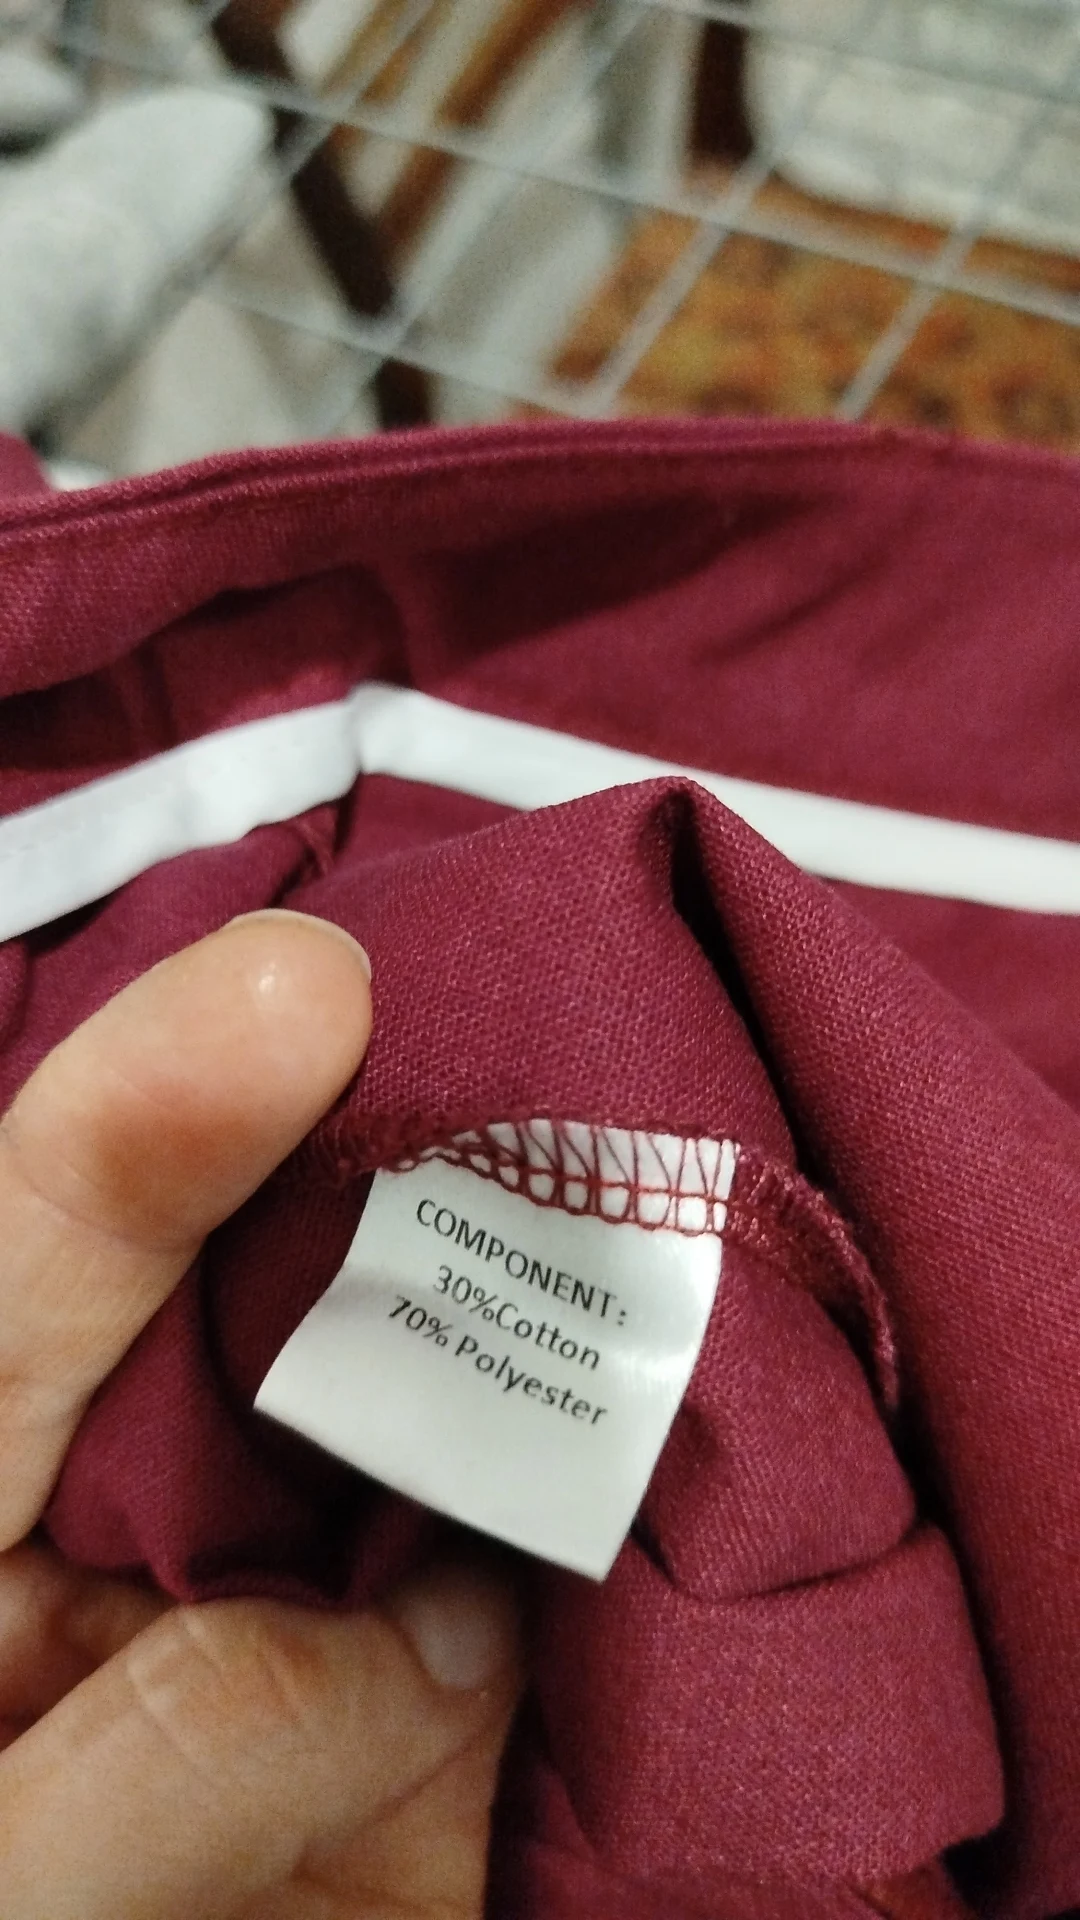 COMPONENT:
30%Cotton
70% Polyester